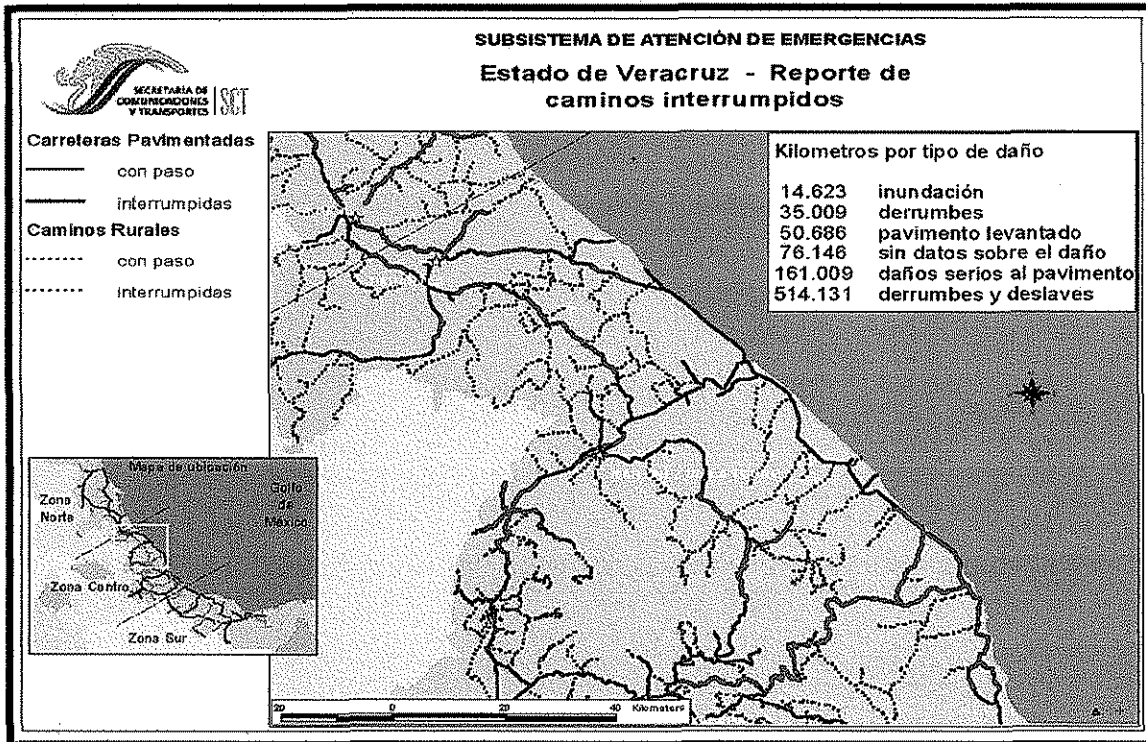 SUBSISTEMA DE ATENCIÓN DE EMERGENCIAS
Estado de Veracruz - Reporte de
caminos interrumpidos
SECRETARÍA DE
COMUNICACIONES
Y TRANSPORTES
SCT
Carreteras Pavimentadas
con paso
interrumpidas
Caminos Rurales
con paso
interrumpidas
Kilometros por tipo de daño
14.623 inundación
35.009 derrumbes
50.686 pavimento levantado
76.146 sin datos sobre el daño
161.009 daños serios al pavimento
514.131 derrumbes y deslaves
Mapa de ubicación
Zona
Norte
Golfo
de
México
Zona Centro
Zona Sur
20 0 20 40 Kilometers